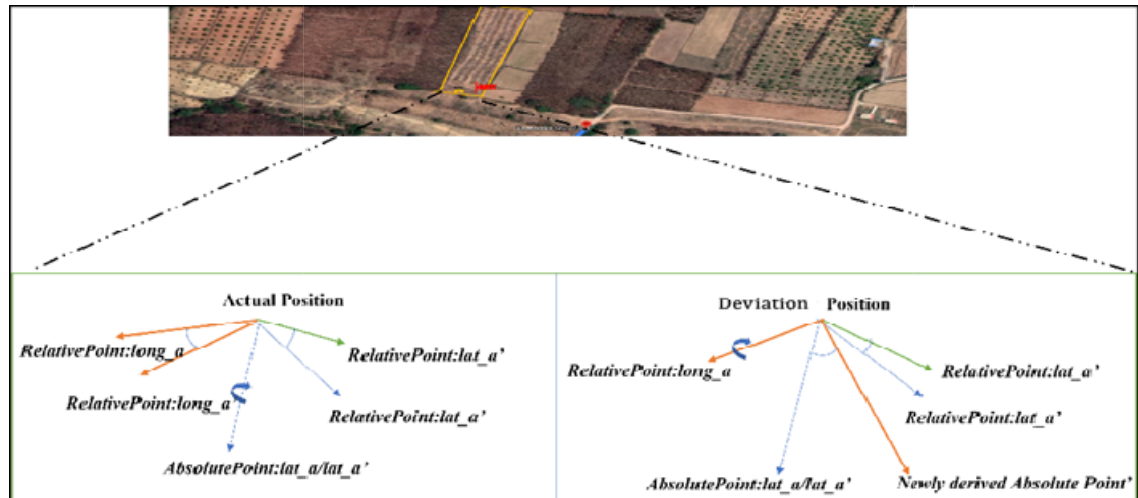 Actual Position
RelativePoint:long_a
RelativePoint:lat_a’
RelativePoint:long_a’
RelativePoint:lat_a’
AbsolutePoint:lat_a/lat_a’
Deviation Position
RelativePoint:long_a
RelativePoint:lat_a’
RelativePoint:lat_a’
AbsolutePoint:lat_a/lat_a’
Newly derived Absolute Point’